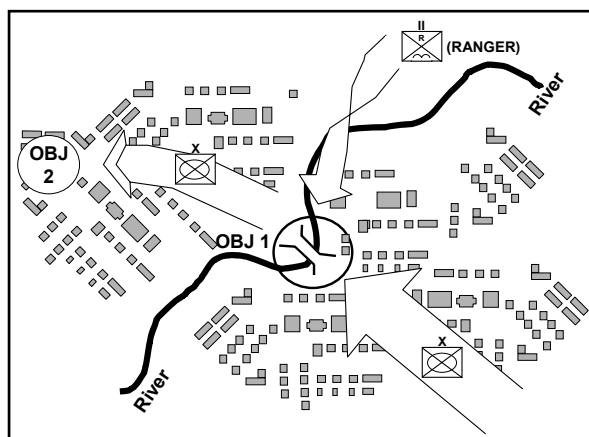 II
R
(RANGER)
River
OBJ
2
X
OBJ 1
X
River